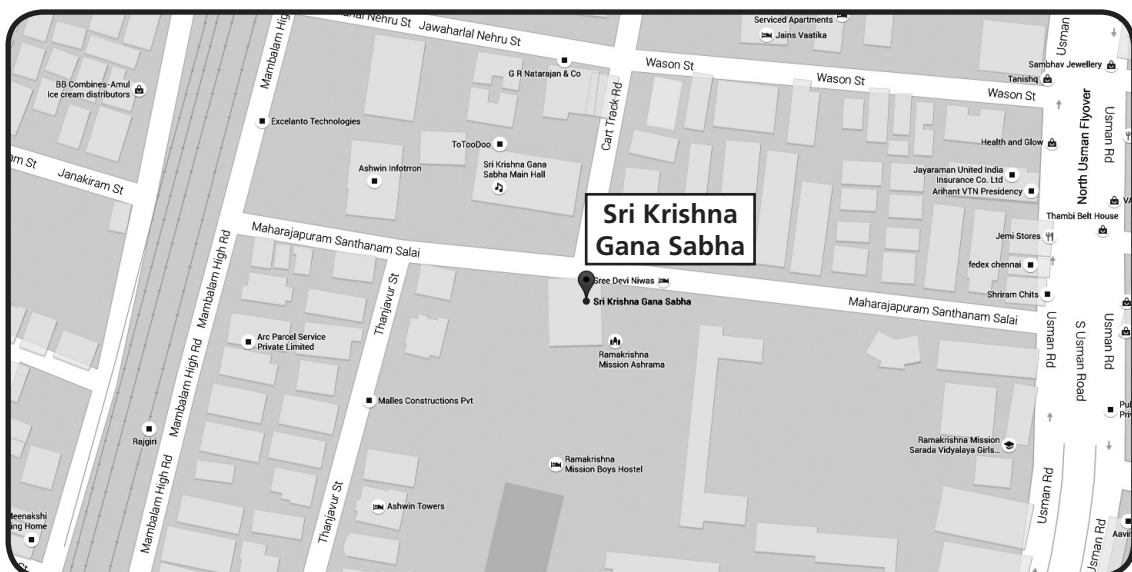 Jawaharlal Nehru St
Jawaharlal Nehru St
Mambalam High Rd
Serviced Apartments
Jains Vaatika
G R Natarajan & Co
Wason St
Wason St
Wason St
Usman
Sambhav Jewellery
Tanishq
BB Combines-Amul
Ice cream distributors
Excelanto Technologies
Cart Track Rd
North Usman Flyover
Usman Rd
Health and Glow
ToTooDoo
Sri Krishna Gana
Sabha Main Hall
Ashwin Infotrron
Jayaraman United India
Insurance Co. Ltd
Arihant VTN Presidency
Janakiram St
Sri Krishna
Gana Sabha
Thambi Belt House
Jemi Stores
fedex chennai
Shriram Chits
Maharajapuram Santhanam Salai
Mambalam High Rd
Sree Devi Niwas
Sri Krishna Gana Sabha
Maharajapuram Santhanam Salai
Thanjavur St
Arc Parcel Service
Private Limited
Ramakrishna
Mission Ashrama
Usman Rd
S Usman Road
Usman Rd
Mambalam High Rd
Malles Constructions Pvt
Rajgiri
Ramakrishna Mission
Sarada Vidyalaya Girls...
Ramakrishna
Mission Boys Hostel
Mambalam High Rd
Thanjavur St
Ashwin Towers
Usman Rd
Usman Rd
ing Home